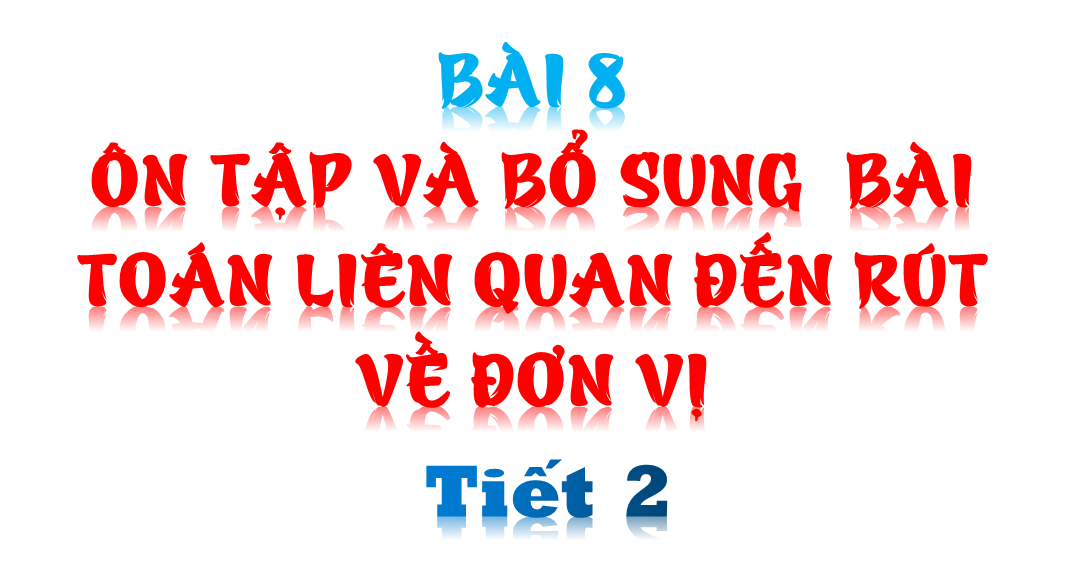 BÀI 8
ÔN TẬP VÀ BỔ SUNG BÀI
TOÁN LIÊN QUAN ĐẾN RÚT
VỀ ĐƠN VỊ
Tiết 2